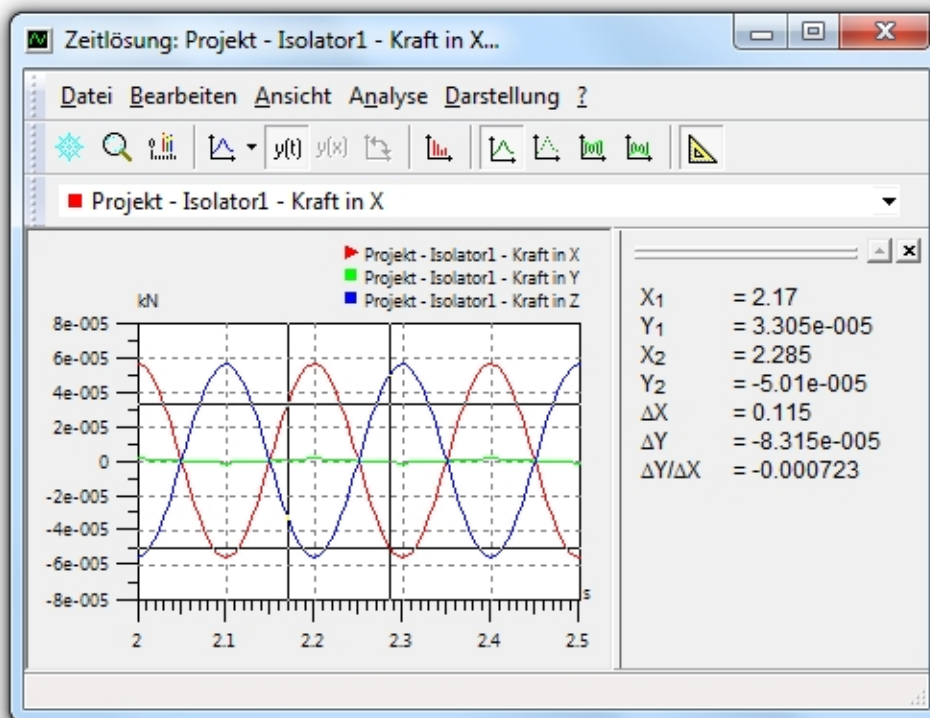 Zeitlösung: Projekt - Isolator1 - Kraft in X...
Datei Bearbeiten Ansicht Analyse Darstellung ?
y(t) y(x)
Projekt - Isolator1 - Kraft in X
Projekt - Isolator1 - Kraft in X
Projekt - Isolator1 - Kraft in Y
Projekt - Isolator1 - Kraft in Z
kN
8e-005
6e-005
4e-005
2e-005
0
-2e-005
-4e-005
-6e-005
-8e-005
s
2 2.1 2.2 2.3 2.4 2.5
X1 = 2.17
Y1 = 3.305e-005
X2 = 2.285
Y2 = -5.01e-005
ΔX = 0.115
ΔY = -8.315e-005
ΔY/ΔX = -0.000723